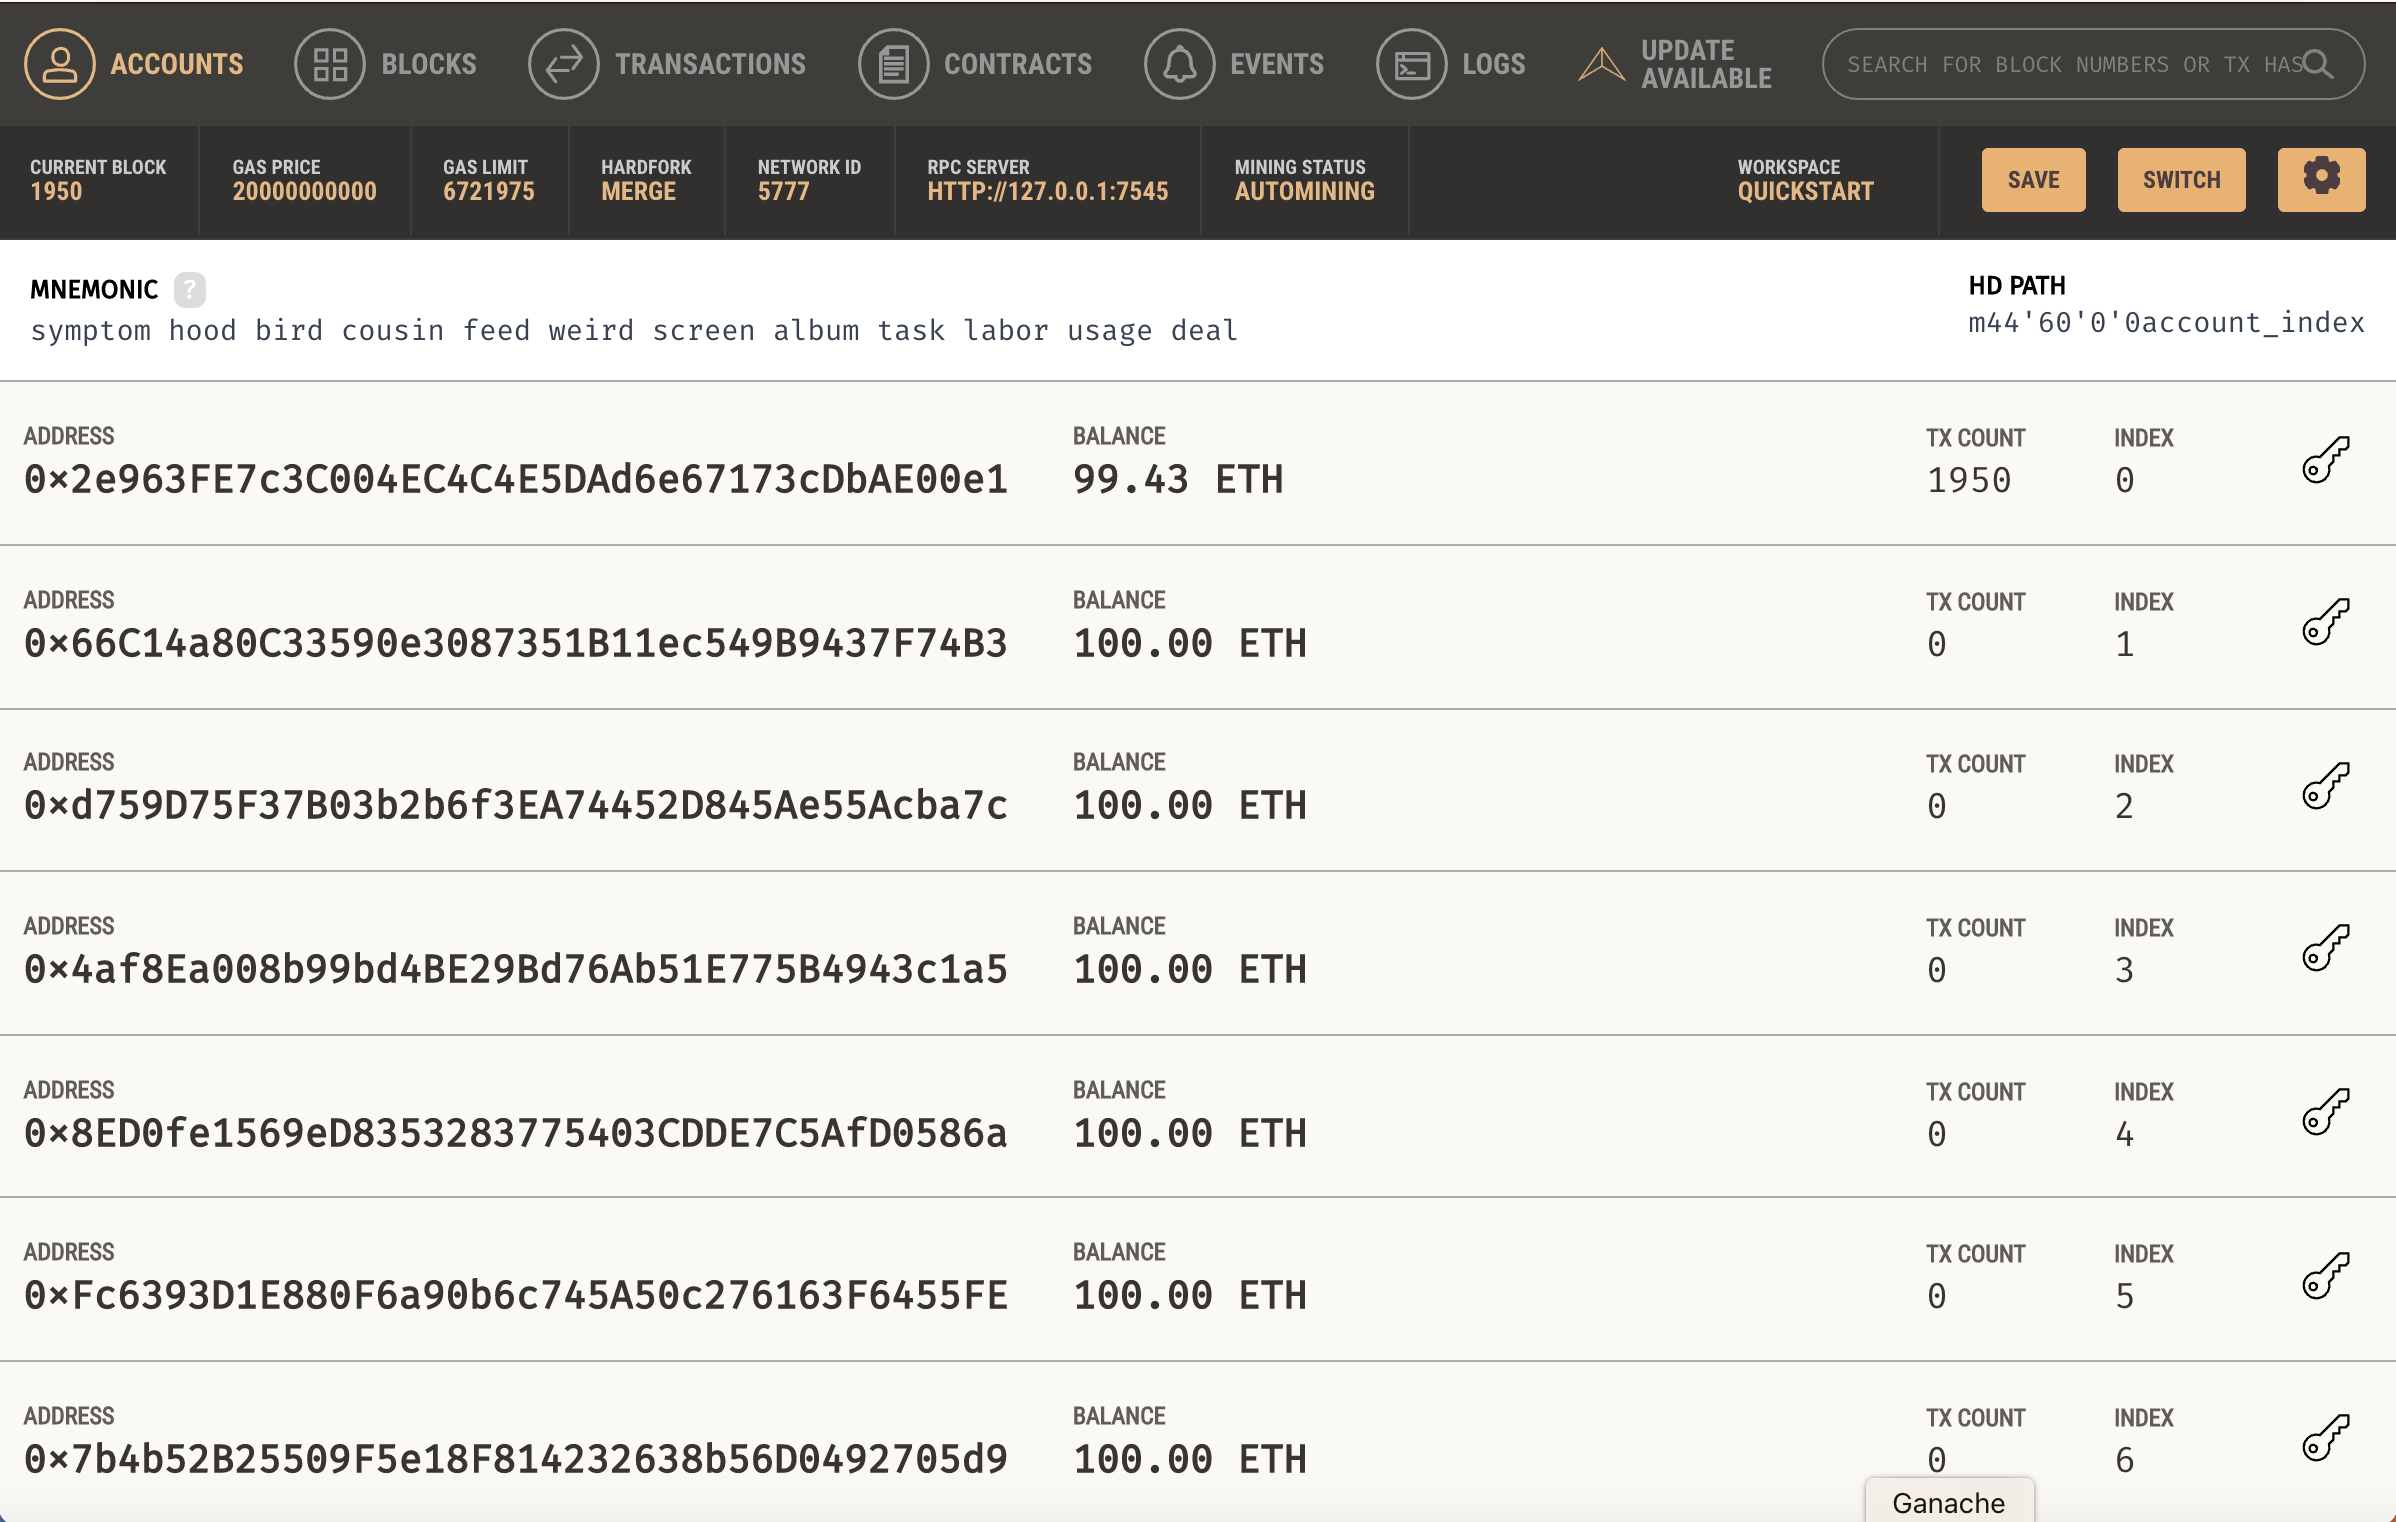 ACCOUNTS BLOCKS TRANSACTIONS CONTRACTS EVENTS LOGS UPDATE AVAILABLE SEARCH FOR BLOCK NUMBERS OR TX HAS
CURRENT BLOCK GAS PRICE GAS LIMIT HARDFORK NETWORK ID RPC SERVER MINING STATUS WORKSPACE
1950 20000000000 6721975 MERGE 5777 HTTP://127.0.0.1:7545 AUTOMINING QUICKSTART SAVE SWITCH
MNEMONIC ? HD PATH
symptom hood bird cousin feed weird screen album task labor usage deal m44'60'0'0account_index
ADDRESS BALANCE TX COUNT INDEX
0×2e963FE7c3C004EC4C4E5DAd6e67173cDbAE00e1 99.43 ETH 1950 0
ADDRESS BALANCE TX COUNT INDEX
0×66C14a80C33590e3087351B11ec549B9437F74B3 100.00 ETH 0 1
ADDRESS BALANCE TX COUNT INDEX
0×d759D75F37B03b2b6f3EA74452D845Ae55Acba7c 100.00 ETH 0 2
ADDRESS BALANCE TX COUNT INDEX
0×4af8Ea008b99bd4BE29Bd76Ab51E775B4943c1a5 100.00 ETH 0 3
ADDRESS BALANCE TX COUNT INDEX
0×8ED0fe1569eD8353283775403CDDE7C5AfD0586a 100.00 ETH 0 4
ADDRESS BALANCE TX COUNT INDEX
0×Fc6393D1E880F6a90b6c745A50c276163F6455FE 100.00 ETH 0 5
ADDRESS BALANCE TX COUNT INDEX
0×7b4b52B25509F5e18F814232638b56D0492705d9 100.00 ETH 0 6
Ganache